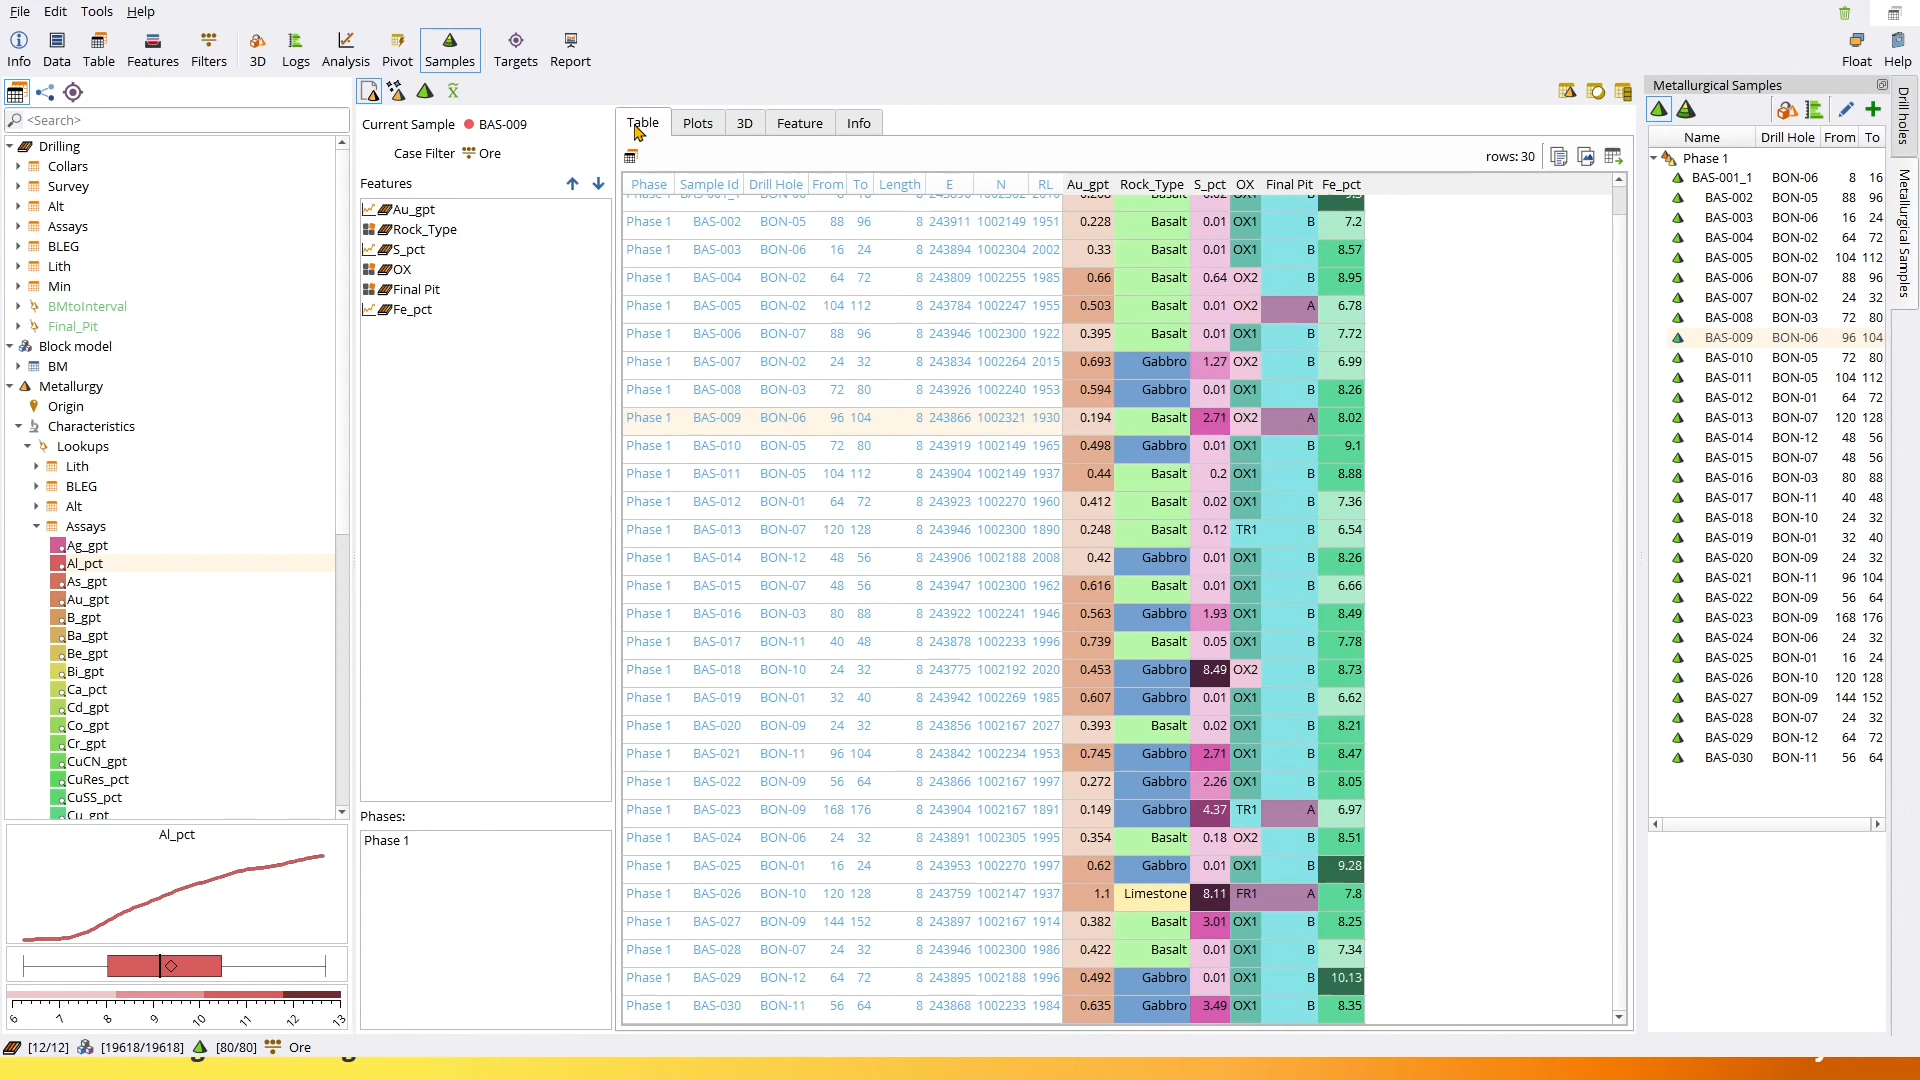 File Edit Tools Help
Info Data Table Features Filters 3D Logs Analysis Pivot Samples Targets Report Float Help
<Search>
Drilling
Collars
Survey
Alt
Assays
BLEG
Lith
Min
BMtoInterval
Final_Pit
Block model
BM
Metallurgy
Origin
Characteristics
Lookups
Lith
BLEG
Alt
Assays
Ag_gpt
Al_pct
As_gpt
Au_gpt
B_gpt
Ba_gpt
Be_gpt
Bi_gpt
Ca_pct
Cd_gpt
Co_gpt
Cr_gpt
CuCN_gpt
CuRes_pct
CuSS_pct
Cu_gpt
Al_pct
6 7 8 9 10 11 12 13
Current Sample BAS-009
Case Filter Ore
Features
Au_gpt
Rock_Type
S_pct
OX
Final Pit
Fe_pct
Phases:
Phase 1
Table Plots 3D Feature Info
rows: 30
Phase Sample Id Drill Hole From To Length E N RL Au_gpt Rock_Type S_pct OX Final Pit Fe_pct
Phase 1 BAS-002 BON-05 88 96 8 243911 1002149 1951 0.228 Basalt 0.01 OX1 B 7.2
Phase 1 BAS-003 BON-06 16 24 8 243894 1002304 2002 0.33 Basalt 0.01 OX1 B 8.57
Phase 1 BAS-004 BON-02 64 72 8 243809 1002255 1985 0.66 Basalt 0.64 OX2 B 8.95
Phase 1 BAS-005 BON-02 104 112 8 243784 1002247 1955 0.503 Basalt 0.01 OX2 A 6.78
Phase 1 BAS-006 BON-07 88 96 8 243946 1002300 1922 0.395 Basalt 0.01 OX1 B 7.72
Phase 1 BAS-007 BON-02 24 32 8 243834 1002264 2015 0.693 Gabbro 1.27 OX2 B 6.99
Phase 1 BAS-008 BON-03 72 80 8 243926 1002240 1953 0.594 Gabbro 0.01 OX1 B 8.26
Phase 1 BAS-009 BON-06 96 104 8 243866 1002321 1930 0.194 Basalt 2.71 OX2 A 8.02
Phase 1 BAS-010 BON-05 72 80 8 243919 1002149 1965 0.498 Gabbro 0.01 OX1 B 9.1
Phase 1 BAS-011 BON-05 104 112 8 243904 1002149 1937 0.44 Basalt 0.2 OX1 B 8.88
Phase 1 BAS-012 BON-01 64 72 8 243923 1002270 1960 0.412 Basalt 0.02 OX1 B 7.36
Phase 1 BAS-013 BON-07 120 128 8 243946 1002300 1890 0.248 Basalt 0.12 TR1 B 6.54
Phase 1 BAS-014 BON-12 48 56 8 243906 1002188 2008 0.42 Gabbro 0.01 OX1 B 8.26
Phase 1 BAS-015 BON-07 48 56 8 243947 1002300 1962 0.616 Basalt 0.01 OX1 B 6.66
Phase 1 BAS-016 BON-03 80 88 8 243922 1002241 1946 0.563 Gabbro 1.93 OX1 B 8.49
Phase 1 BAS-017 BON-11 40 48 8 243878 1002233 1996 0.739 Basalt 0.05 OX1 B 7.78
Phase 1 BAS-018 BON-10 24 32 8 243775 1002192 2020 0.453 Gabbro 8.49 OX2 B 8.73
Phase 1 BAS-019 BON-01 32 40 8 243942 1002269 1985 0.607 Gabbro 0.01 OX1 B 6.62
Phase 1 BAS-020 BON-09 24 32 8 243856 1002167 2027 0.393 Basalt 0.02 OX1 B 8.21
Phase 1 BAS-021 BON-11 96 104 8 243842 1002234 1953 0.745 Gabbro 2.71 OX1 B 8.47
Phase 1 BAS-022 BON-09 56 64 8 243866 1002167 1997 0.272 Gabbro 2.26 OX1 B 8.05
Phase 1 BAS-023 BON-09 168 176 8 243904 1002167 1891 0.149 Gabbro 4.37 TR1 A 6.97
Phase 1 BAS-024 BON-06 24 32 8 243891 1002305 1995 0.354 Basalt 0.18 OX2 B 8.51
Phase 1 BAS-025 BON-01 16 24 8 243953 1002270 1997 0.62 Gabbro 0.01 OX1 B 9.28
Phase 1 BAS-026 BON-10 120 128 8 243759 1002147 1937 1.1 Limestone 8.11 FR1 A 7.8
Phase 1 BAS-027 BON-09 144 152 8 243897 1002167 1914 0.382 Basalt 3.01 OX1 B 8.25
Phase 1 BAS-028 BON-07 24 32 8 243946 1002300 1986 0.422 Basalt 0.01 OX1 B 7.34
Phase 1 BAS-029 BON-12 64 72 8 243895 1002188 1996 0.492 Gabbro 0.01 OX1 B 10.13
Phase 1 BAS-030 BON-11 56 64 8 243868 1002233 1984 0.635 Gabbro 3.49 OX1 B 8.35
Metallurgical Samples
Name Drill Hole From To
Phase 1
BAS-001_1 BON-06 8 16
BAS-002 BON-05 88 96
BAS-003 BON-06 16 24
BAS-004 BON-02 64 72
BAS-005 BON-02 104 112
BAS-006 BON-07 88 96
BAS-007 BON-02 24 32
BAS-008 BON-03 72 80
BAS-009 BON-06 96 104
BAS-010 BON-05 72 80
BAS-011 BON-05 104 112
BAS-012 BON-01 64 72
BAS-013 BON-07 120 128
BAS-014 BON-12 48 56
BAS-015 BON-07 48 56
BAS-016 BON-03 80 88
BAS-017 BON-11 40 48
BAS-018 BON-10 24 32
BAS-019 BON-01 32 40
BAS-020 BON-09 24 32
BAS-021 BON-11 96 104
BAS-022 BON-09 56 64
BAS-023 BON-09 168 176
BAS-024 BON-06 24 32
BAS-025 BON-01 16 24
BAS-026 BON-10 120 128
BAS-027 BON-09 144 152
BAS-028 BON-07 24 32
BAS-029 BON-12 64 72
BAS-030 BON-11 56 64
Drill holes
Metallurgical Samples
[12/12] [19618/19618] [80/80] Ore